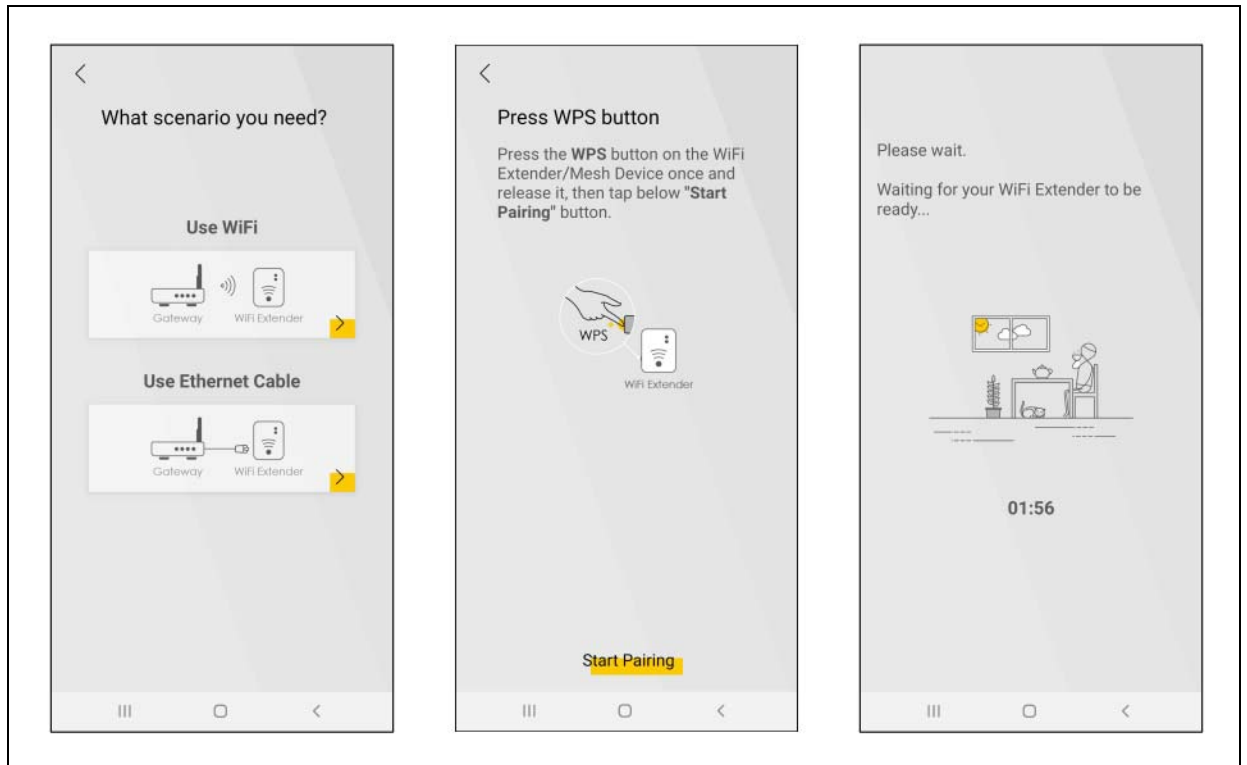 What scenario you need?
Use WiFi
Gateway WiFi Extender
Use Ethernet Cable
Gateway WiFi Extender
Press WPS button
Press the WPS button on the WiFi
Extender/Mesh Device once and
release it, then tap below "Start
Pairing" button.
WPS
WiFi Extender
Start Pairing
Please wait.
Waiting for your WiFi Extender to be
ready...
01:56